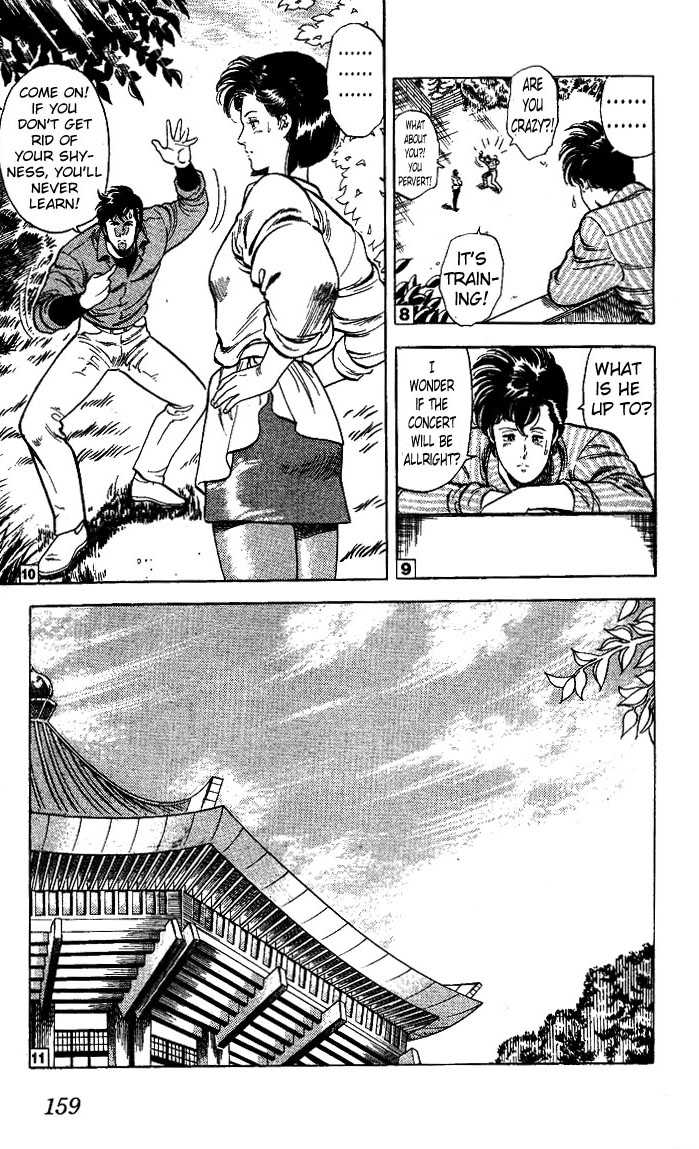 ......
......
ARE
YOU
CRAZY?!
IT'S
TRAIN-
ING!
WHAT
ABOUT
YOU?!
YOU
PERVERT!
8
WHAT
IS HE
UP TO?
I
WONDER
IF THE
CONCERT
WILL BE
ALLRIGHT?
9
......
......
......
COME ON!
IF YOU
DON'T GET
RID OF
YOUR SHY-
NESS, YOU'LL
NEVER
LEARN!
10
11
159